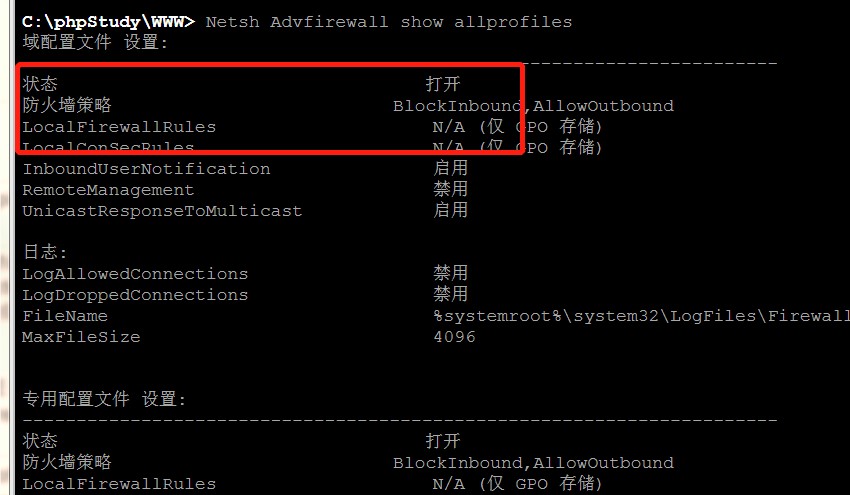 C:\phpStudy\WWW> Netsh Advfirewall show allprofiles
域配置文件 设置:
----------------------------------------------------------------------
状态 打开
防火墙策略 BlockInbound,AllowOutbound
LocalFirewallRules N/A (仅 GPO 存储)
LocalConSecRules N/A (仅 GPO 存储)
InboundUserNotification 启用
RemoteManagement 禁用
UnicastResponseToMulticast 启用
日志:
LogAllowedConnections 禁用
LogDroppedConnections 禁用
FileName %systemroot%\system32\LogFiles\Firewall
MaxFileSize 4096
专用配置文件 设置:
----------------------------------------------------------------------
状态 打开
防火墙策略 BlockInbound,AllowOutbound
LocalFirewallRules N/A (仅 GPO 存储)